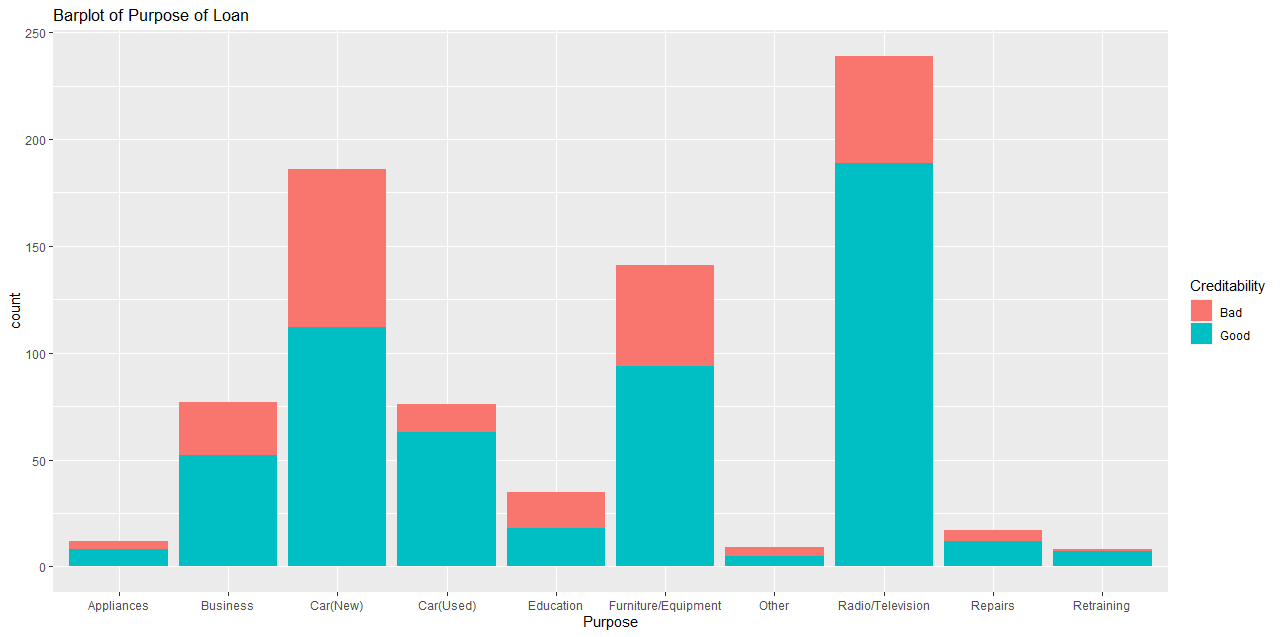 Barplot of Purpose of Loan
250
200
150
100
50
0
count
Appliances Business Car(New) Car(Used) Education Furniture/Equipment Other Radio/Television Repairs Retraining
Purpose
Creditability
Bad
Good